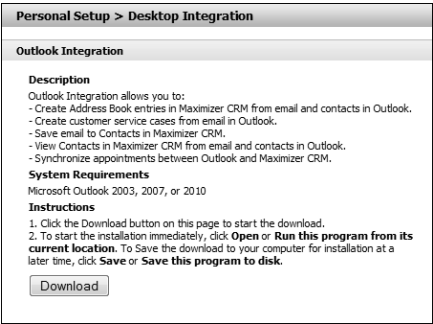 Personal Setup > Desktop Integration
Outlook Integration
Description
Outlook Integration allows you to:
- Create Address Book entries in Maximizer CRM from email and contacts in Outlook.
- Create customer service cases from email in Outlook.
- Save email to Contacts in Maximizer CRM.
- View Contacts in Maximizer CRM from email and contacts in Outlook.
- Synchronize appointments between Outlook and Maximizer CRM.
System Requirements
Microsoft Outlook 2003, 2007, or 2010
Instructions
1. Click the Download button on this page to start the download.
2. To start the installation immediately, click Open or Run this program from its
current location. To Save the download to your computer for installation at a
later time, click Save or Save this program to disk.
Download